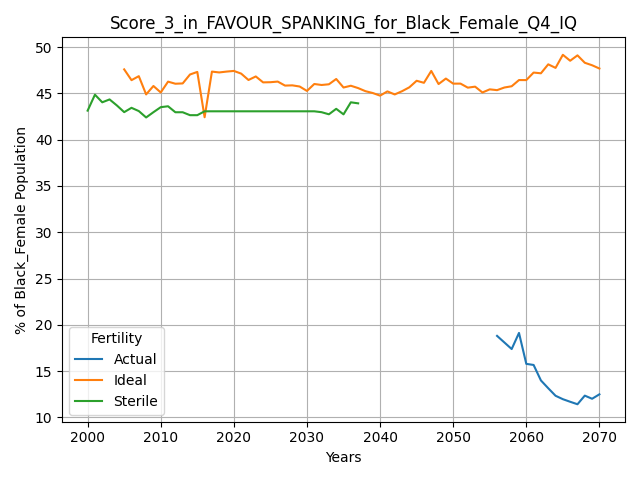 Score_3_in_FAVOUR_SPANKING_for_Black_Female_Q4_IQ
% of Black_Female Population
50
45
40
35
30
25
20
15
10
Fertility
Actual
Ideal
Sterile
2000 2010 2020 2030 2040 2050 2060 2070
Years